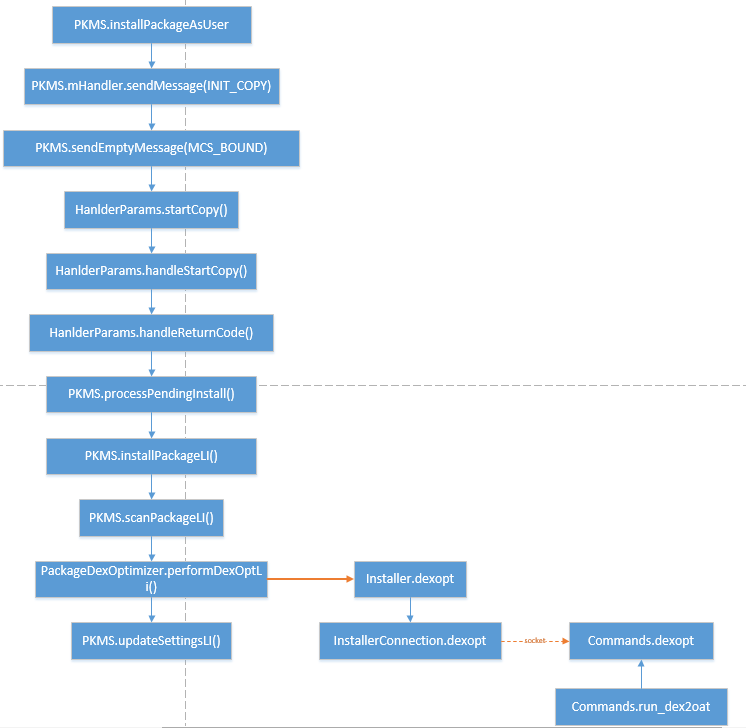 PKMS.installPackageAsUser
PKMS.mHandler.sendMessage(INIT_COPY)
PKMS.sendEmptyMessage(MCS_BOUND)
HanlderParams.startCopy()
HanlderParams.handleStartCopy()
HanlderParams.handleReturnCode()
PKMS.processPendingInstall()
PKMS.installPackageLI()
PKMS.scanPackageLI()
PackageDexOptimizer.performDexOptL
i()
Installer.dexopt
PKMS.updateSettingsLI()
InstallerConnection.dexopt
socket
Commands.dexopt
Commands.run_dex2oat